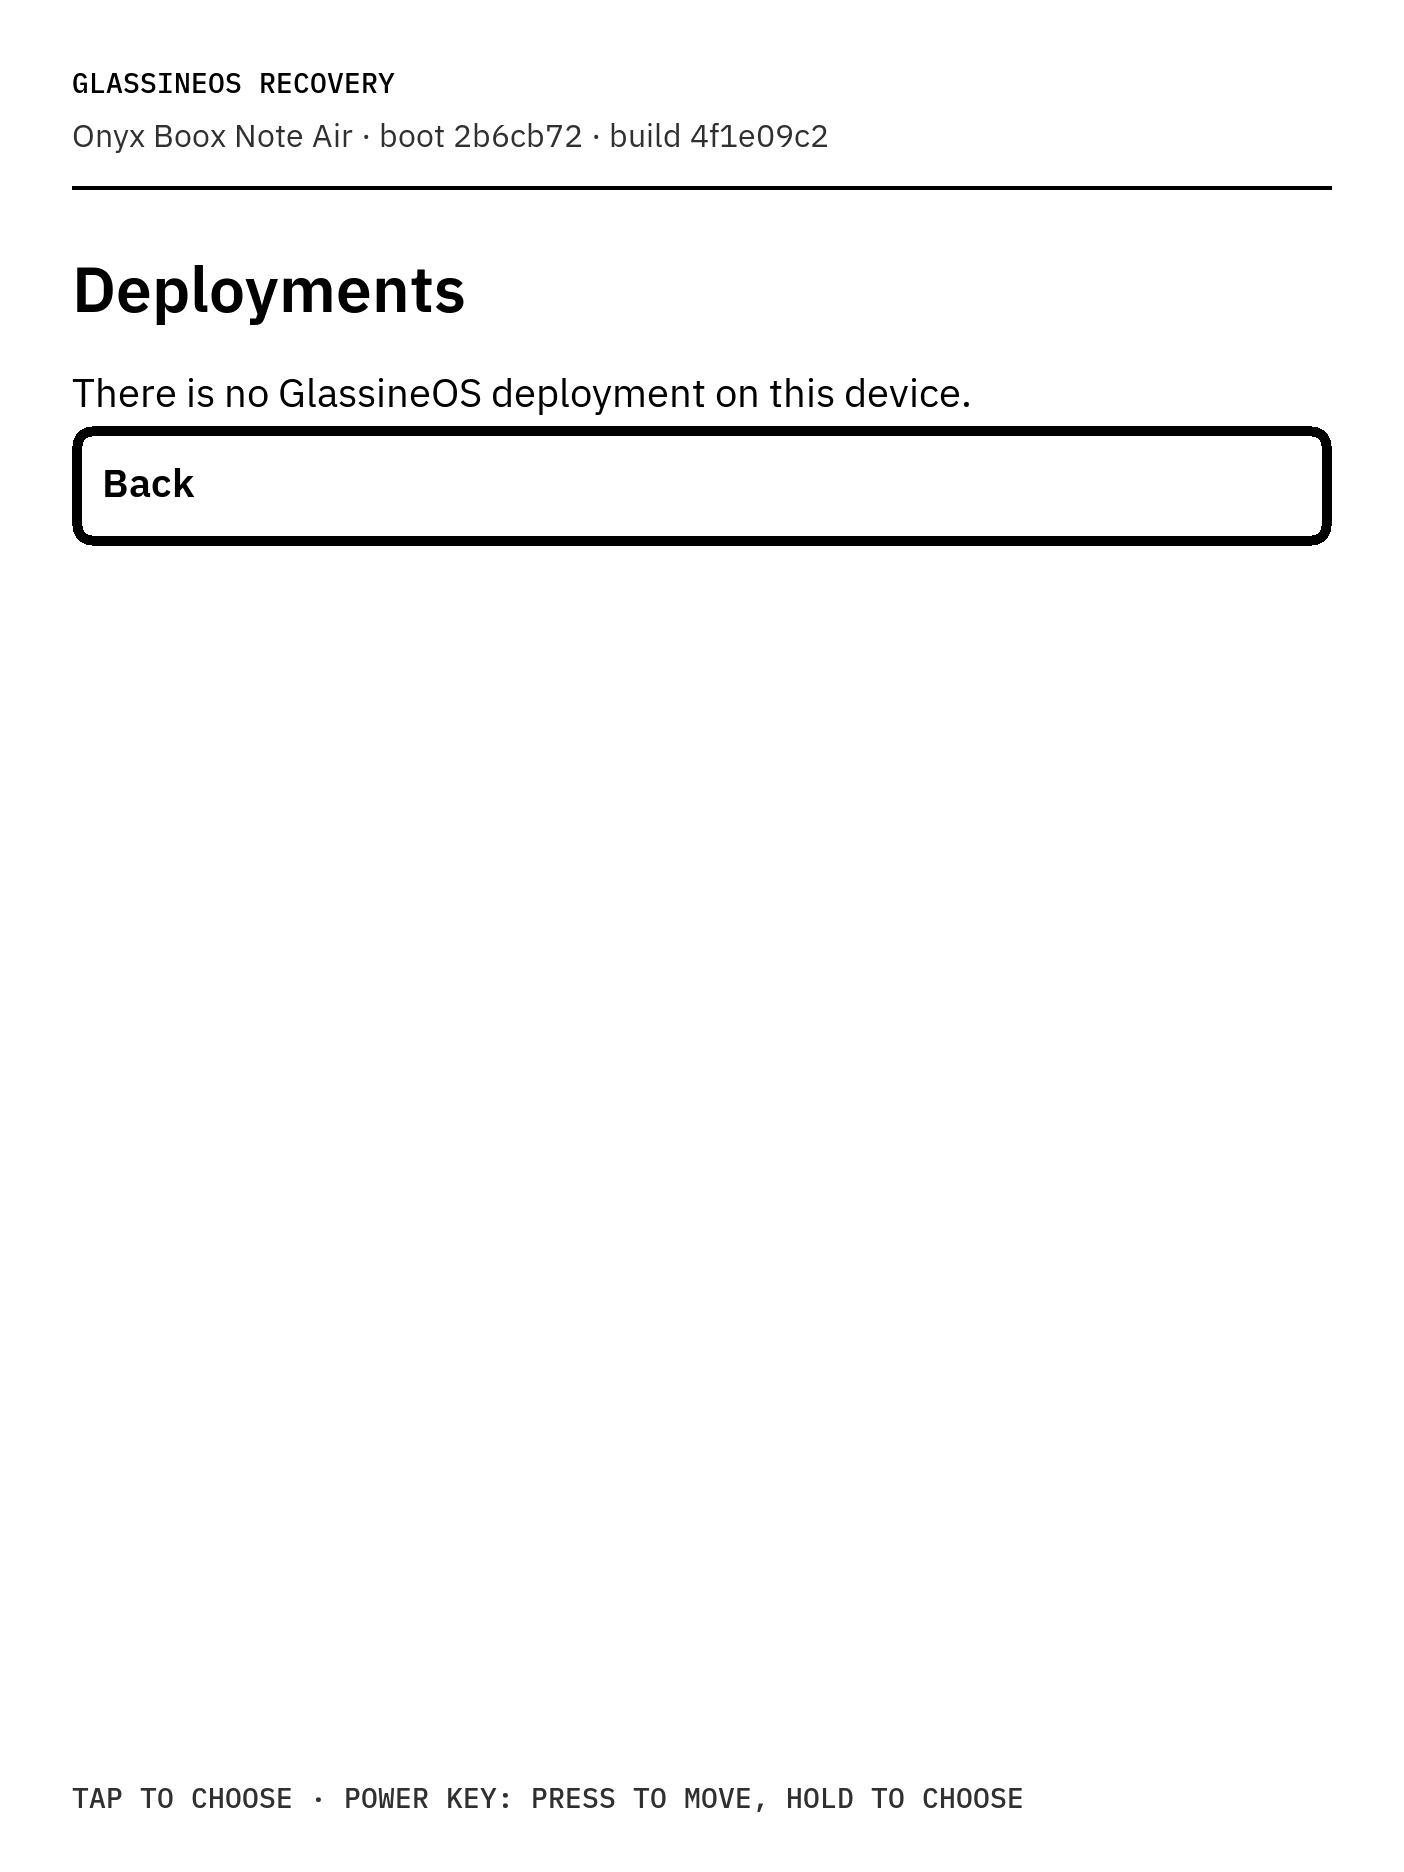 GLASSINEOS RECOVERY
Onyx Boox Note Air · boot 2b6cb72 · build 4f1e09c2
Deployments
There is no GlassineOS deployment on this device.
Back
TAP TO CHOOSE · POWER KEY: PRESS TO MOVE, HOLD TO CHOOSE